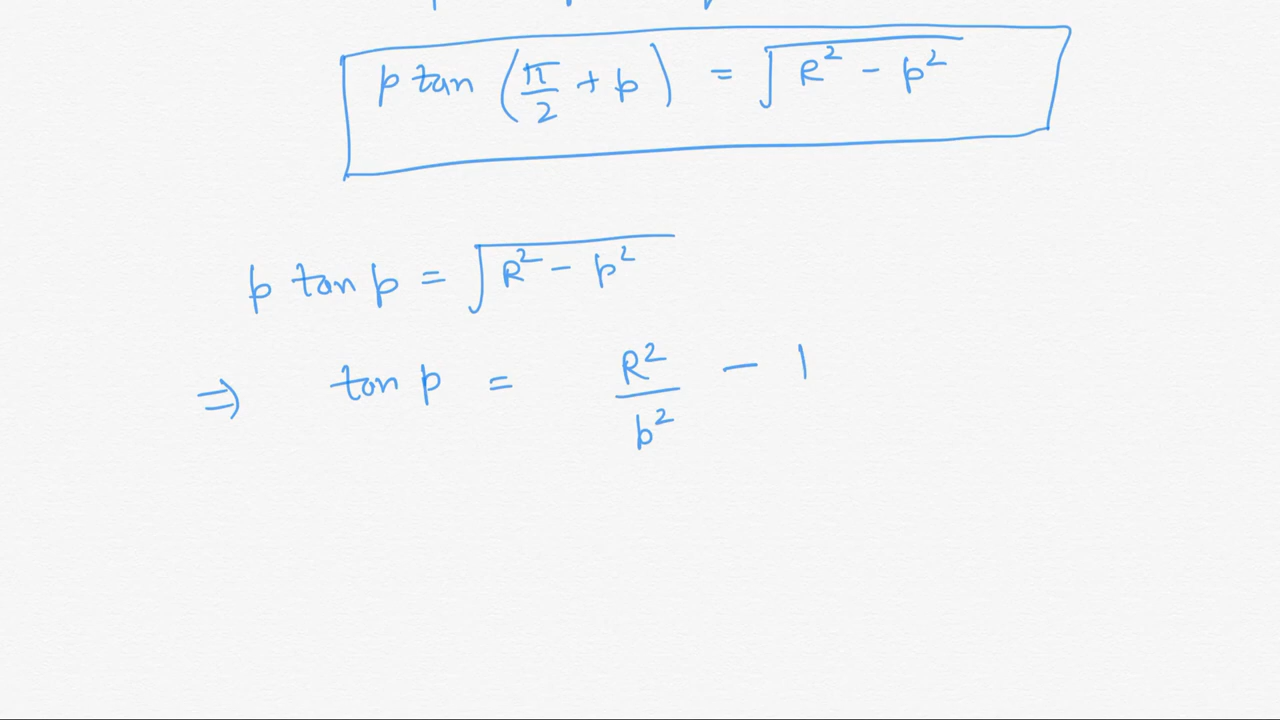 p tan (π/2 + p) = √(R² − p²)
p tan p = √(R² − p²)
⇒ tan p = R²/p² − 1